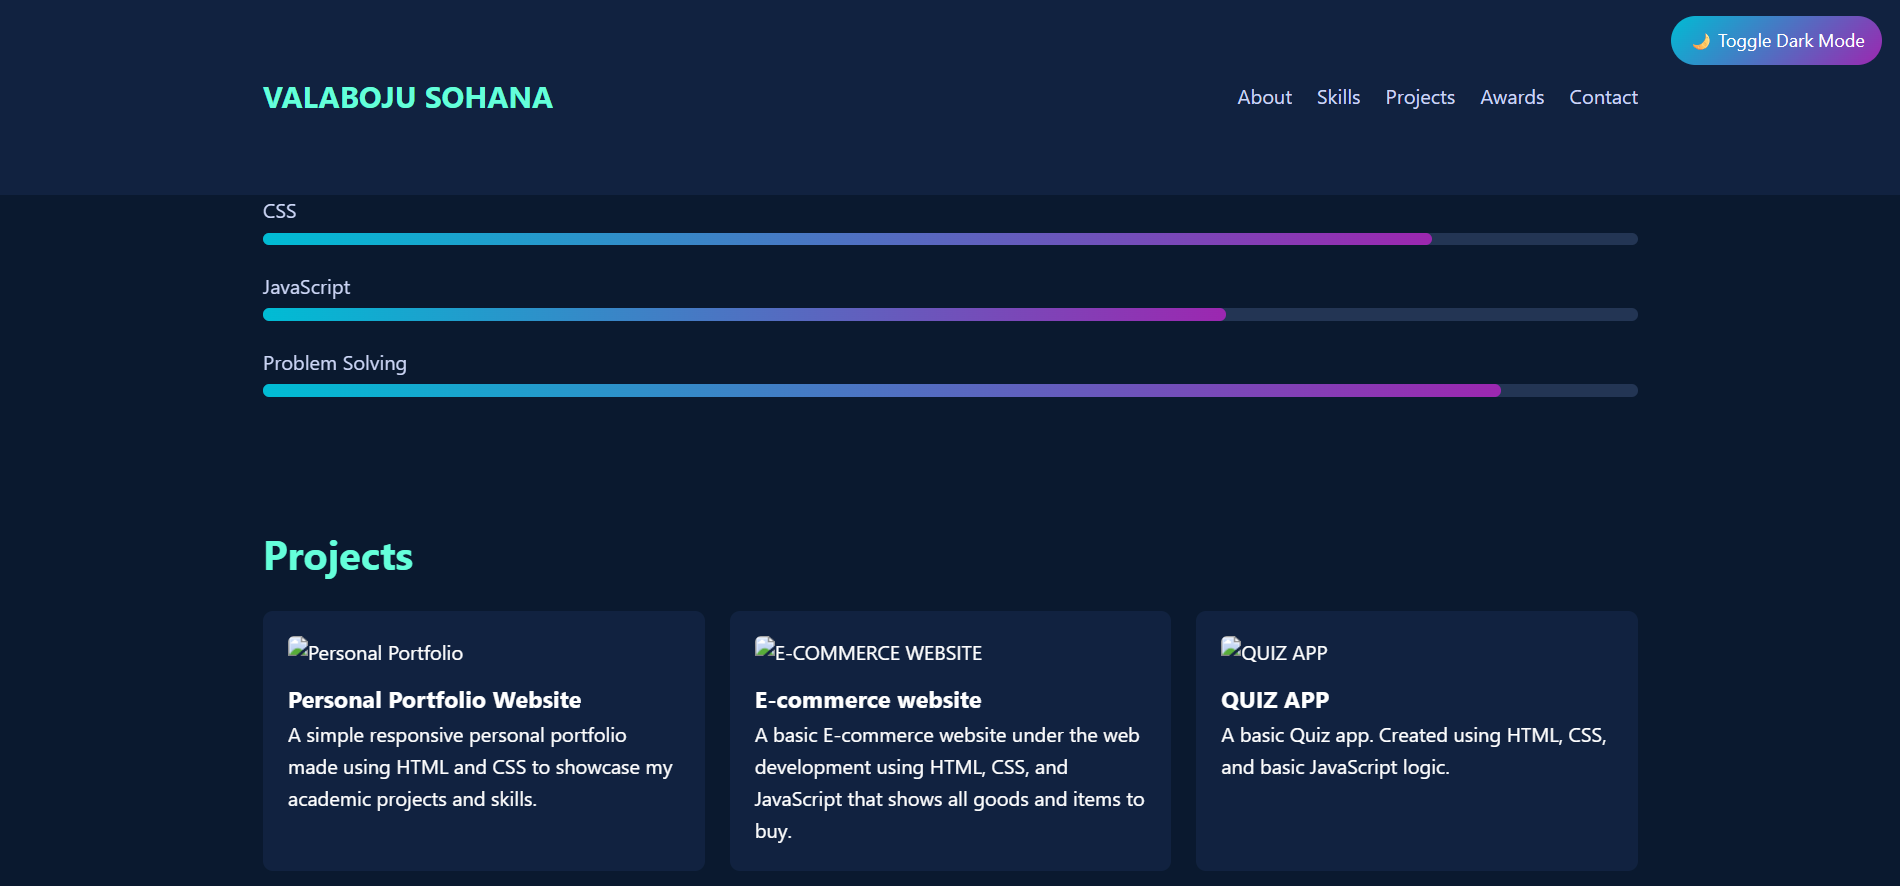 🌙 Toggle Dark Mode
VALABOJU SOHANA
About Skills Projects Awards Contact
CSS
JavaScript
Problem Solving
Projects
Personal Portfolio
Personal Portfolio Website
A simple responsive personal portfolio
made using HTML and CSS to showcase my
academic projects and skills.
E-COMMERCE WEBSITE
E-commerce website
A basic E-commerce website under the web
development using HTML, CSS, and
JavaScript that shows all goods and items to
buy.
QUIZ APP
QUIZ APP
A basic Quiz app. Created using HTML, CSS,
and basic JavaScript logic.